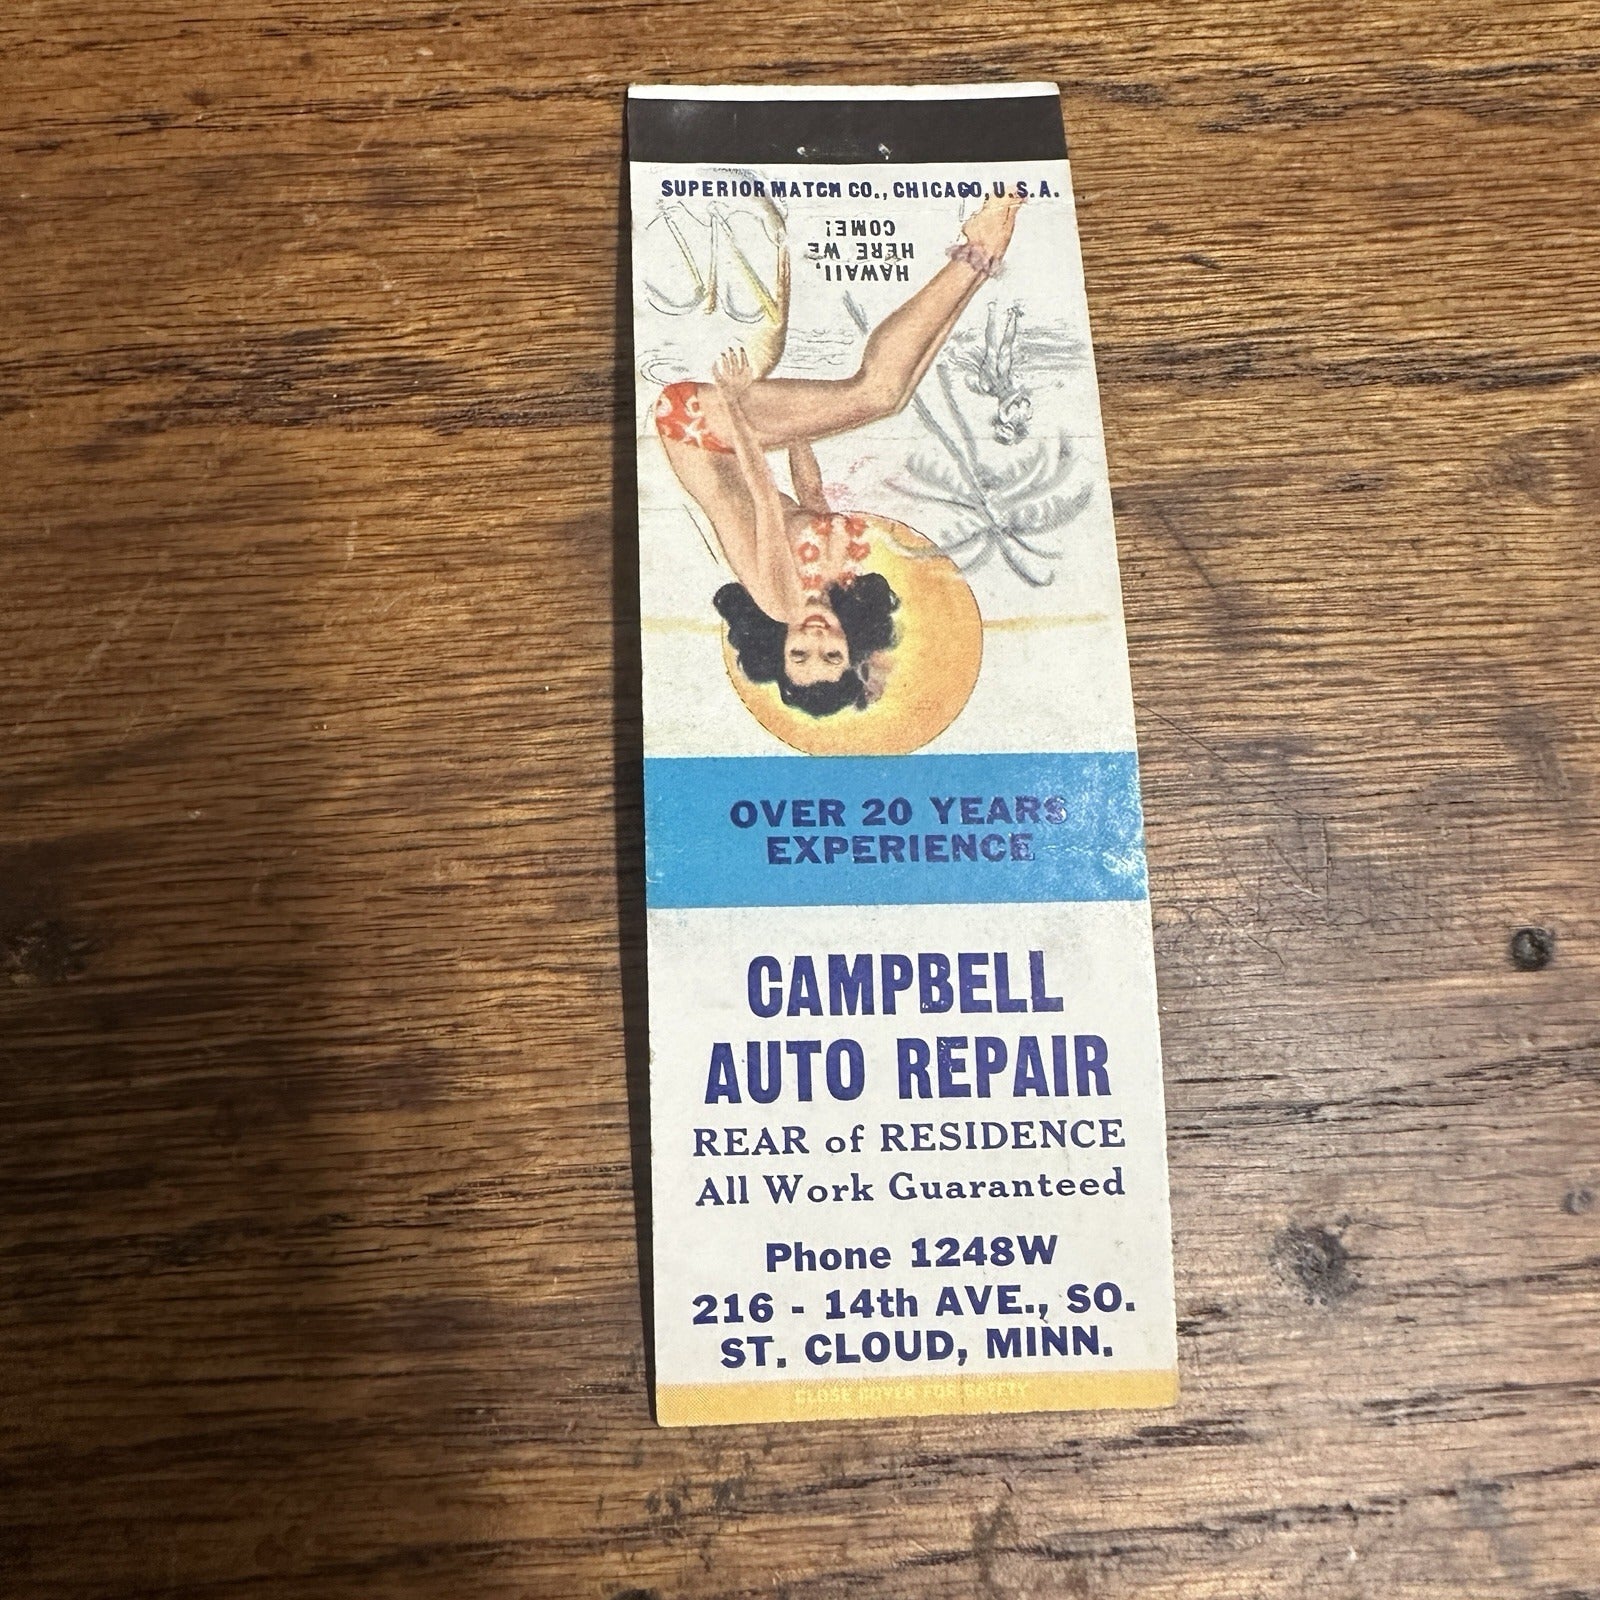 SUPERIOR MATCH CO., CHICAGO, U.S.A.
HAWAII,
HERE WE
COME!
OVER 20 YEARS
EXPERIENCE
CAMPBELL
AUTO REPAIR
REAR of RESIDENCE
All Work Guaranteed
Phone 1248W
216 - 14th AVE., SO.
ST. CLOUD, MINN.
CLOSE COVER FOR SAFETY